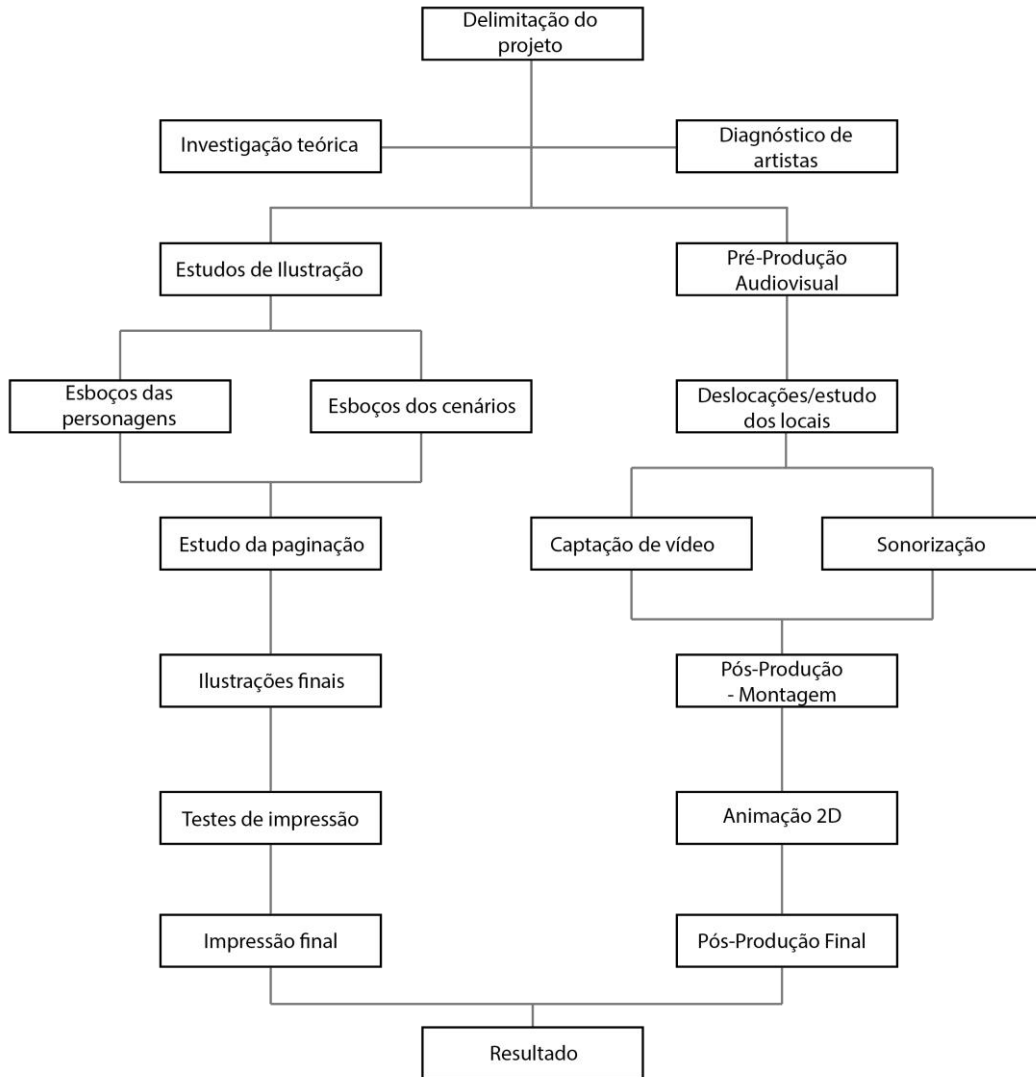 Delimitação do
projeto
Investigação teórica
Diagnóstico de
artistas
Estudos de Ilustração
Pré-Produção
Audiovisual
Esboços das
personagens
Esboços dos cenários
Deslocações/estudo
dos locais
Estudo da paginação
Captação de vídeo
Sonorização
Ilustrações finais
Pós-Produção
- Montagem
Testes de impressão
Animação 2D
Impressão final
Pós-Produção Final
Resultado